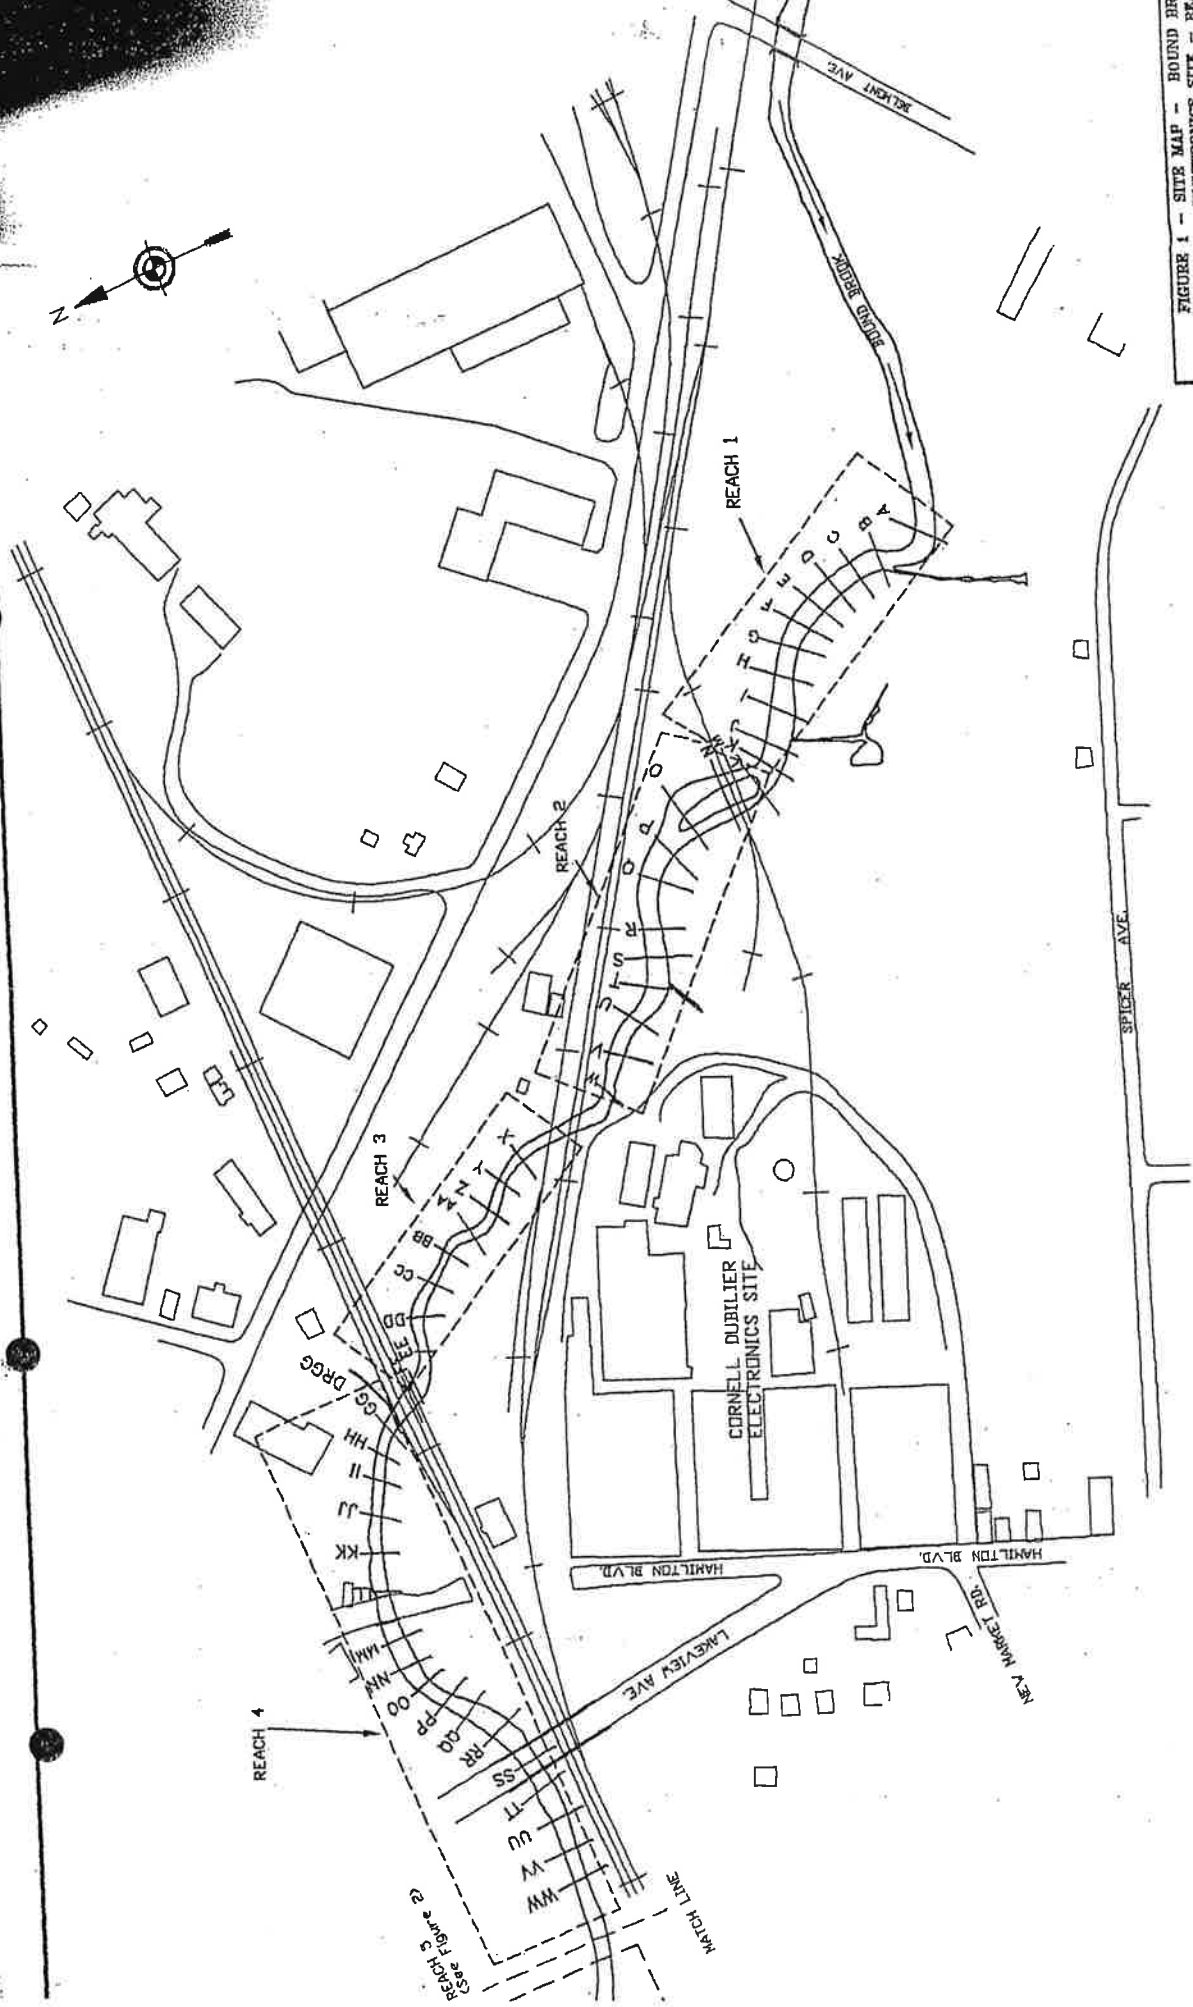 N
BELMONT AVE.
BOUND BROOK
REACH 1
A
B
C
D
E
F
G
H
I
J
K
L
M
N
REACH 2
O
P
Q
R
S
T
U
V
W
REACH 3
X
Y
Z
AA
BB
CC
DD
EE
FF
DRGG
GG
HH
II
JJ
KK
MM
NN
OO
PP
QQ
RR
SS
TT
UU
VV
WW
REACH 4
REACH 5
(See Figure 2)
MATCH LINE
LAKEVIEW AVE.
HAMILTON BLVD.
HAMILTON BLVD.
NEW MARKET RD.
CORNELL DUBILIER
ELECTRONICS SITE
SPICER AVE.
FIGURE 1 - SITE MAP - BOUND